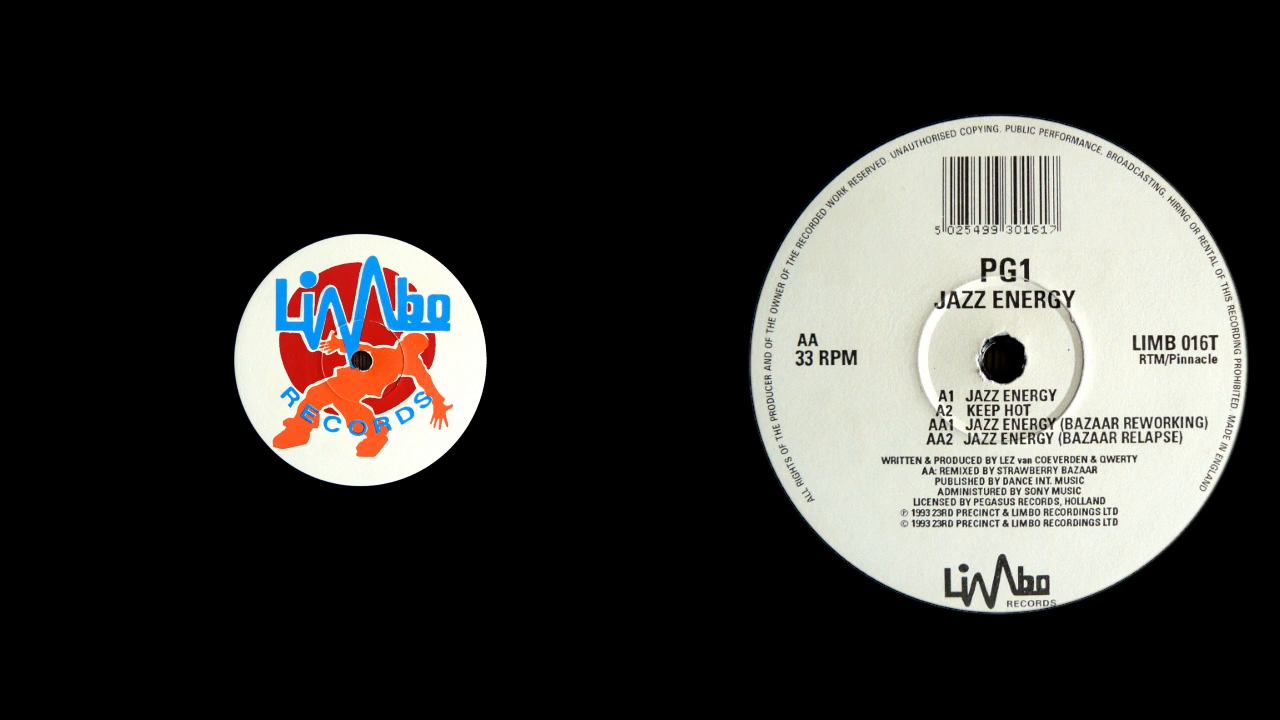 Limbo
RECORDS
ALL RIGHTS OF THE PRODUCER AND OF THE OWNER OF THE RECORDED WORK RESERVED. UNAUTHORISED COPYING. PUBLIC PERFORMANCE. BROADCASTING. HIRING OR RENTAL OF THIS RECORDING PROHIBITED. MADE IN ENGLAND
5 025499 301617
PG1
JAZZ ENERGY
AA
33 RPM
LIMB 016T
RTM/Pinnacle
A1 JAZZ ENERGY
A2 KEEP HOT
AA1 JAZZ ENERGY (BAZAAR REWORKING)
AA2 JAZZ ENERGY (BAZAAR RELAPSE)
WRITTEN & PRODUCED BY LEZ van COEVERDEN & QWERTY
AA: REMIXED BY STRAWBERRY BAZAAR
PUBLISHED BY DANCE INT. MUSIC
ADMINISTURED BY SONY MUSIC
LICENSED BY PEGASUS RECORDS, HOLLAND
℗ 1993 23RD PRECINCT & LIMBO RECORDINGS LTD
© 1993 23RD PRECINCT & LIMBO RECORDINGS LTD
Limbo
RECORDS